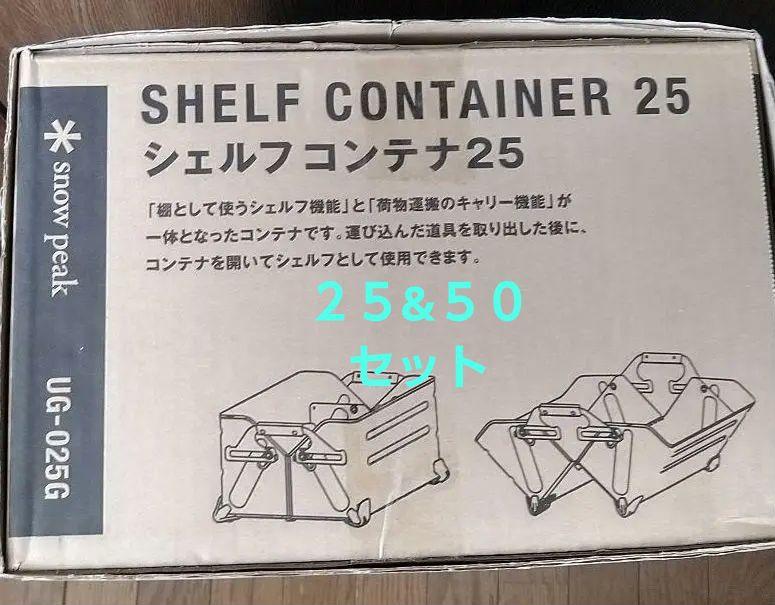 SHELF CONTAINER 25
シェルフコンテナ25
「棚として使うシェルフ機能」と「荷物運搬のキャリー機能」が
一体となったコンテナです。運び込んだ道具を取り出した後に、
コンテナを開いてシェルフとして使用できます。
25&50
セット
snow peak
UG-025G